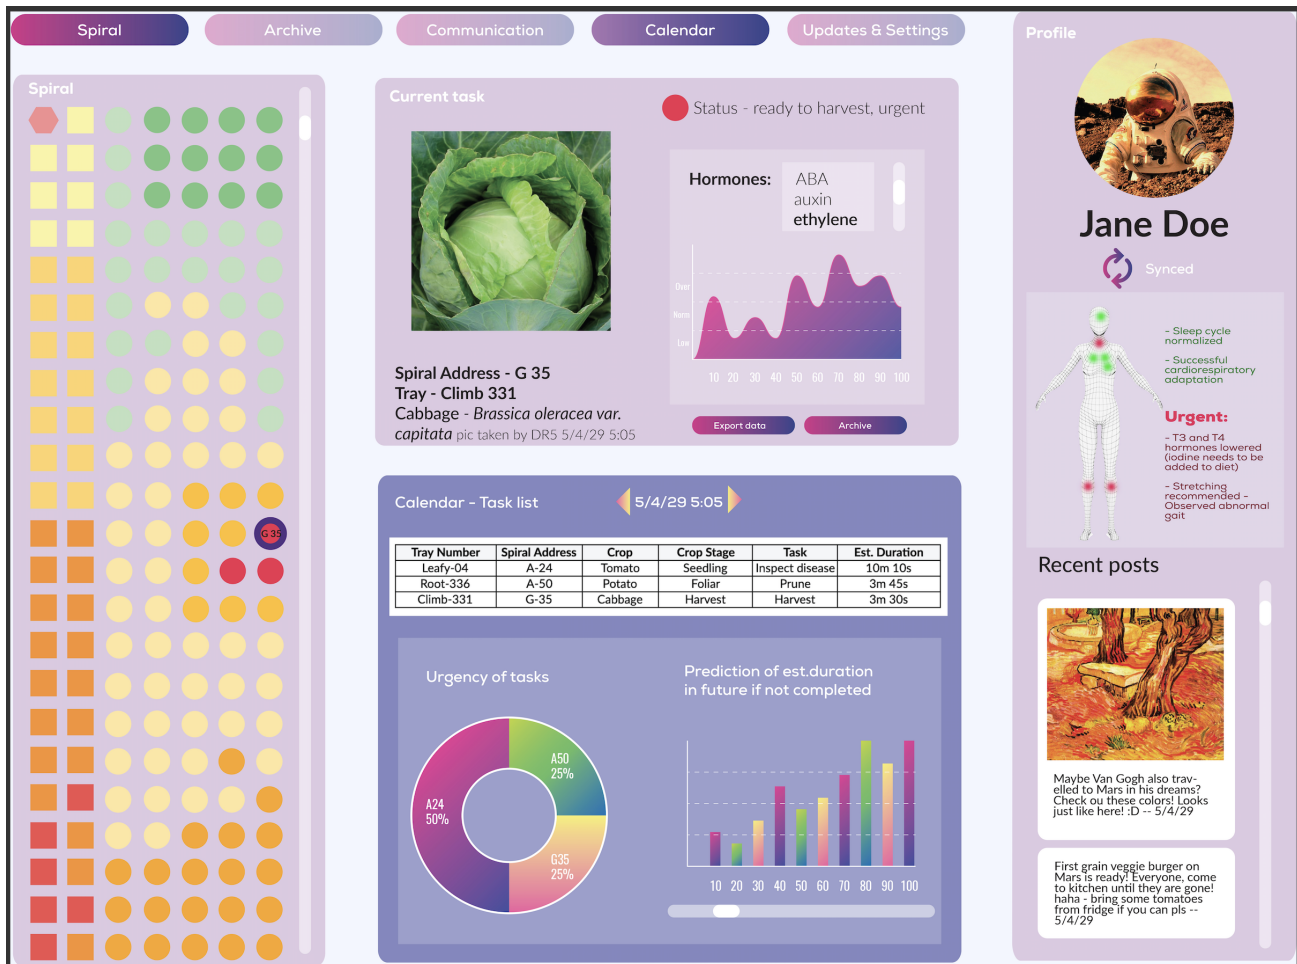 Spiral
Archive
Communication
Calendar
Updates & Settings
Spiral
G 35
Current task
Status - ready to harvest, urgent
Hormones:
ABA
auxin
ethylene
Over
Norm
Low
10 20 30 40 50 60 70 80 90 100
Export data
Archive
Spiral Address - G 35
Tray - Climb 331
Cabbage - Brassica oleracea var.
capitata pic taken by DR5 5/4/29 5:05
Calendar - Task list
5/4/29 5:05
Tray Number Spiral Address Crop Crop Stage Task Est. Duration
Leafy-04 A-24 Tomato Seedling Inspect disease 10m 10s
Root-336 A-50 Potato Foliar Prune 3m 45s
Climb-331 G-35 Cabbage Harvest Harvest 3m 30s
Urgency of tasks
A50
25%
A24
50%
G35
25%
Prediction of est.duration
in future if not completed
10 20 30 40 50 60 70 80 90 100
Profile
Jane Doe
Synced
- Sleep cycle
normalized
- Successful
cardiorespiratory
adaptation
Urgent:
- T3 and T4
hormones lowered
(iodine needs to be
added to diet)
- Stretching
recommended -
Observed abnormal
gait
Recent posts
Maybe Van Gogh also trav-
elled to Mars in his dreams?
Check ou these colors! Looks
just like here! :D -- 5/4/29
First grain veggie burger on
Mars is ready! Everyone, come
to kitchen until they are gone!
haha - bring some tomatoes
from fridge if you can pls --
5/4/29